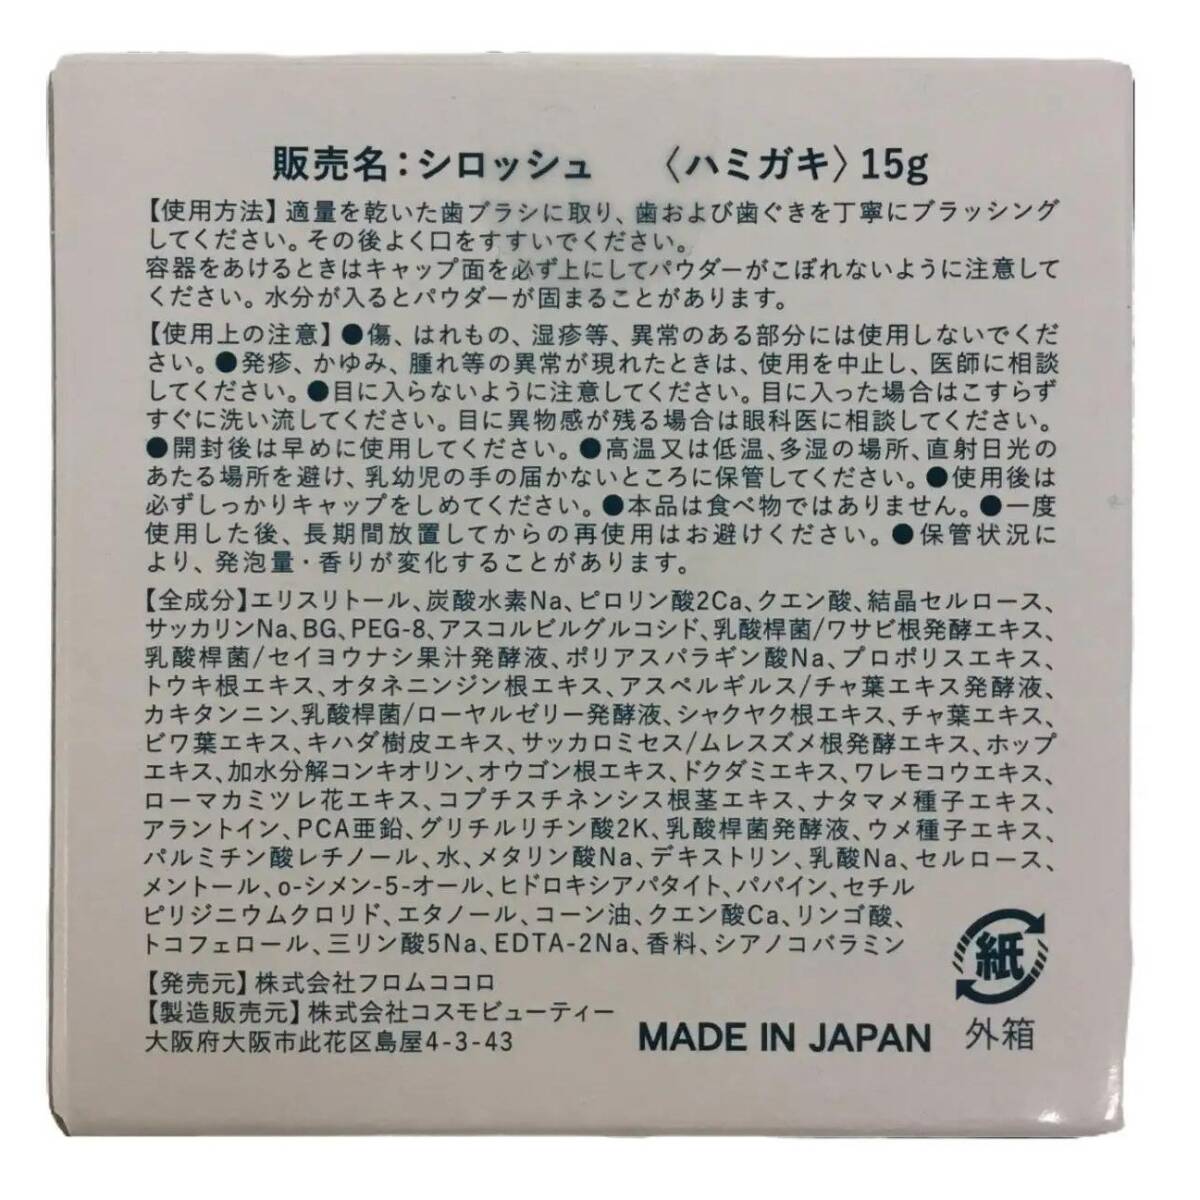 販売名：シロッシュ　〈ハミガキ〉15g
【使用方法】適量を乾いた歯ブラシに取り、歯および歯ぐきを丁寧にブラッシング
してください。その後よく口をすすいでください。
容器をあけるときはキャップ面を必ず上にしてパウダーがこぼれないように注意して
ください。水分が入るとパウダーが固まることがあります。
【使用上の注意】●傷、はれもの、湿疹等、異常のある部分には使用しないでくだ
さい。●発疹、かゆみ、腫れ等の異常が現れたときは、使用を中止し、医師に相談
してください。●目に入らないように注意してください。目に入った場合はこすらず
すぐに洗い流してください。目に異物感が残る場合は眼科医に相談してください。
●開封後は早めに使用してください。●高温又は低温、多湿の場所、直射日光の
あたる場所を避け、乳幼児の手の届かないところに保管してください。●使用後は
必ずしっかりキャップをしめてください。●本品は食べ物ではありません。●一度
使用した後、長期間放置してからの再使用はお避けください。●保管状況に
より、発泡量・香りが変化することがあります。
【全成分】エリスリトール、炭酸水素Na、ピロリン酸2Ca、クエン酸、結晶セルロース、
サッカリンNa、BG、PEG-8、アスコルビルグルコシド、乳酸桿菌/ワサビ根発酵エキス、
乳酸桿菌/セイヨウナシ果汁発酵液、ポリアスパラギン酸Na、プロポリスエキス、
トウキ根エキス、オタネニンジン根エキス、アスペルギルス/チャ葉エキス発酵液、
カキタンニン、乳酸桿菌/ローヤルゼリー発酵液、シャクヤク根エキス、チャ葉エキス、
ビワ葉エキス、キハダ樹皮エキス、サッカロミセス/ムレスズメ根発酵エキス、ホップ
エキス、加水分解コンキオリン、オウゴン根エキス、ドクダミエキス、ワレモコウエキス、
ローマカミツレ花エキス、コプチスチネンシス根茎エキス、ナタマメ種子エキス、
アラントイン、PCA亜鉛、グリチルリチン酸2K、乳酸桿菌発酵液、ウメ種子エキス、
パルミチン酸レチノール、水、メタリン酸Na、デキストリン、乳酸Na、セルロース、
メントール、o-シメン-5-オール、ヒドロキシアパタイト、パパイン、セチル
ピリジニウムクロリド、エタノール、コーン油、クエン酸Ca、リンゴ酸、
トコフェロール、三リン酸5Na、EDTA-2Na、香料、シアノコバラミン
【発売元】株式会社フロムココロ
【製造販売元】株式会社コスモビューティー
大阪府大阪市此花区島屋4-3-43
MADE IN JAPAN
紙
外箱